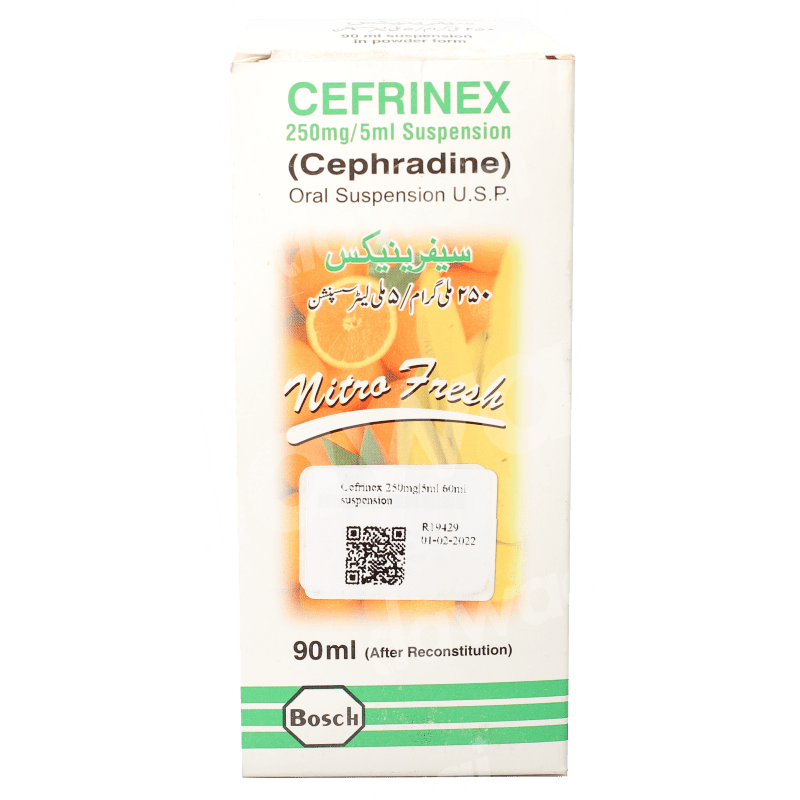 90 ml suspension
in powder form
CEFRINEX
250mg/5ml Suspension
(Cephradine)
Oral Suspension U.S.P.
سیفرینیکس
۲۵۰ ملی گرام/۵ ملی لیٹر سسپنشن
Nitro Fresh
Cefrinex 250mg|5ml 60ml
suspension
R19429
01-02-2022
90ml (After Reconstitution)
Bosch